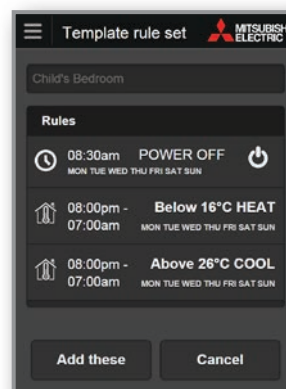 Template rule set
MITSUBISHI
ELECTRIC
Child's Bedroom
Rules
08:30am POWER OFF
MON TUE WED THU FRI SAT SUN
08:00pm - Below 16°C HEAT
07:00am MON TUE WED THU FRI SAT SUN
08:00pm - Above 26°C COOL
07:00am MON TUE WED THU FRI SAT SUN
Add these Cancel